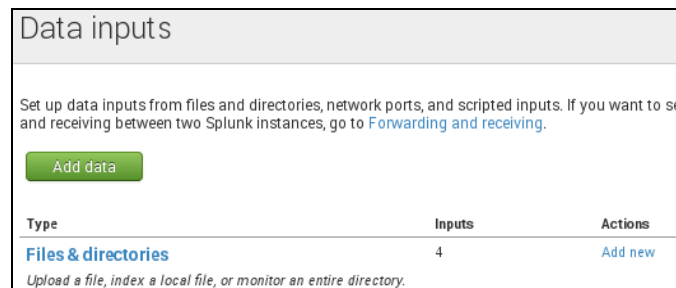 Data inputs
Set up data inputs from files and directories, network ports, and scripted inputs. If you want to
and receiving between two Splunk instances, go to Forwarding and receiving.
Add data
Type Inputs Actions
Files & directories 4 Add new
Upload a file, index a local file, or monitor an entire directory.